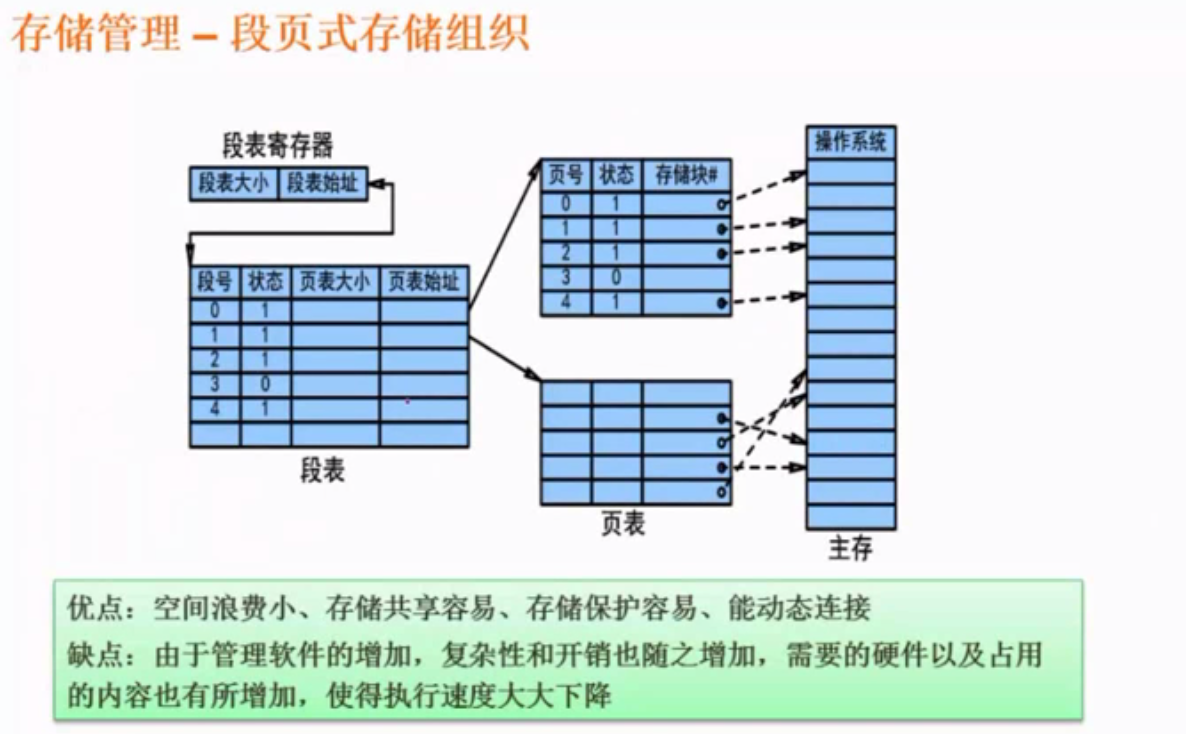 存储管理 – 段页式存储组织
段表寄存器
段表大小 段表始址
段号 状态 页表大小 页表始址
0 1
1 1
2 1
3 0
4 1
段表
页号 状态 存储块#
0 1
1 1
2 1
3 0
4 1
页表
操作系统
主存
优点：空间浪费小、存储共享容易、存储保护容易、能动态连接
缺点：由于管理软件的增加，复杂性和开销也随之增加，需要的硬件以及占用
的内容也有所增加，使得执行速度大大下降